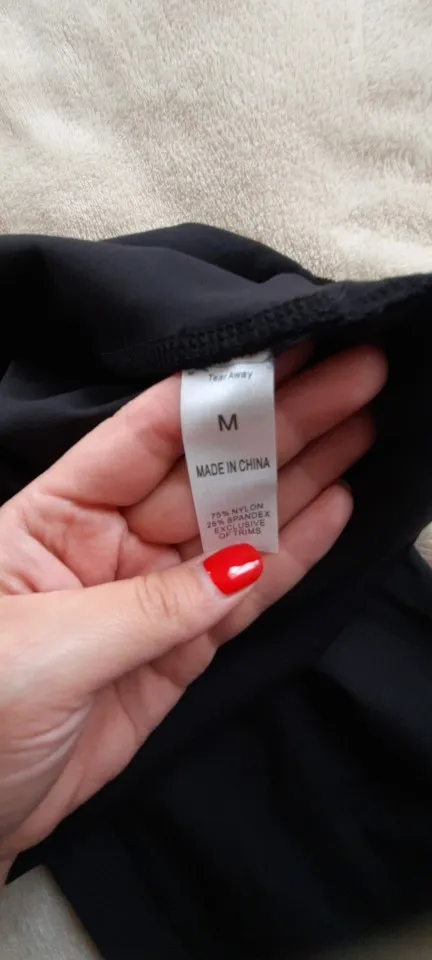 Tear Away
M
MADE IN CHINA
75% NYLON
25% SPANDEX
EXCLUSIVE
OF TRIMS